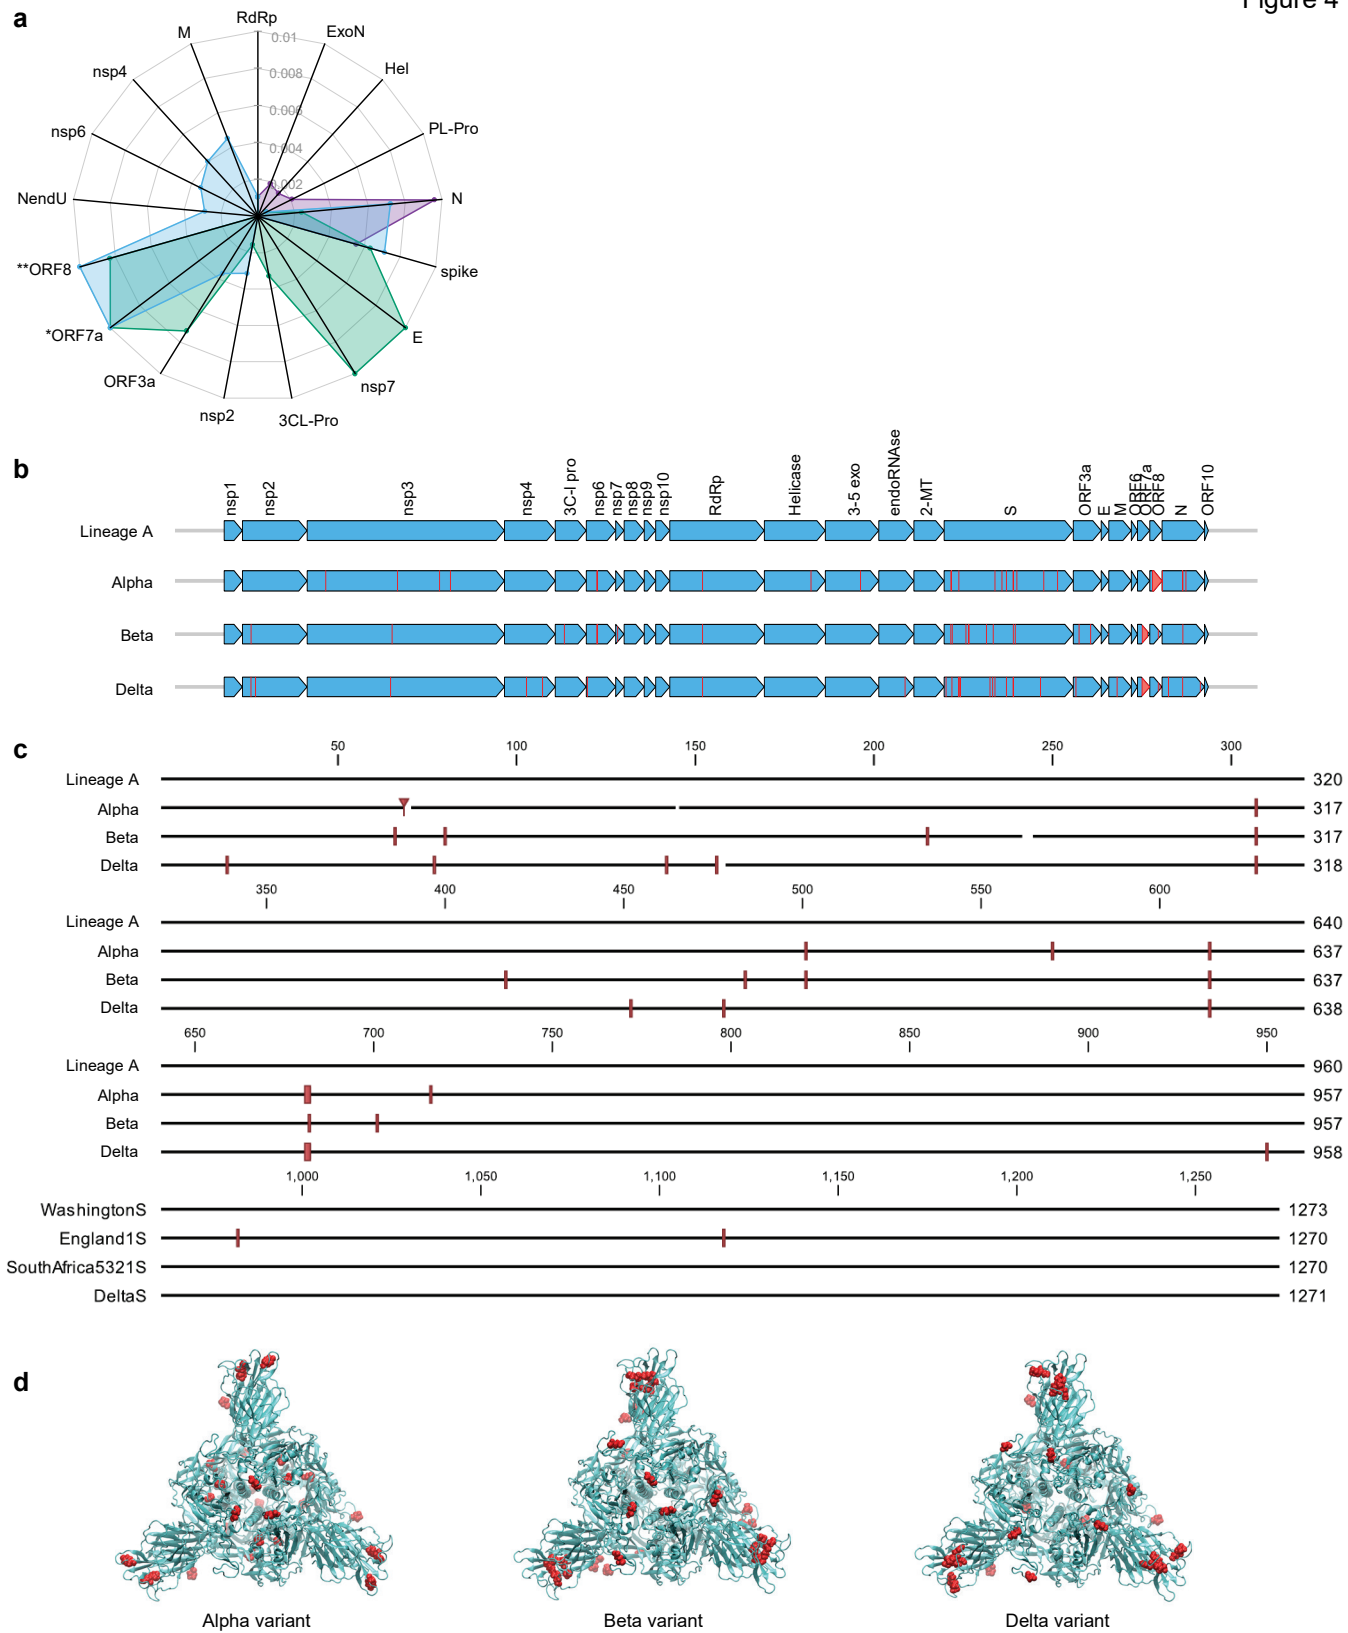 Figure 4
a
RdRp
ExoN
Hel
PL-Pro
N
spike
E
nsp7
3CL-Pro
nsp2
ORF3a
*ORF7a
**ORF8
NendU
nsp6
nsp4
M
0.01
0.008
0.006
0.004
0.002
b
nsp1 nsp2 nsp3 nsp4 3C-l pro nsp6 nsp7 nsp8 nsp9 nsp10 RdRp Helicase 3-5 exo endoRNAse 2-MT S ORF3a E M ORF6 ORF7a ORF8 N ORF10
Lineage A
Alpha
Beta
Delta
c
50 100 150 200 250 300
Lineage A 320
Alpha 317
Beta 317
Delta 318
350 400 450 500 550 600
Lineage A 640
Alpha 637
Beta 637
Delta 638
650 700 750 800 850 900 950
Lineage A 960
Alpha 957
Beta 957
Delta 958
1,000 1,050 1,100 1,150 1,200 1,250
WashingtonS 1273
England1S 1270
SouthAfrica5321S 1270
DeltaS 1271
d
Alpha variant Beta variant Delta variant